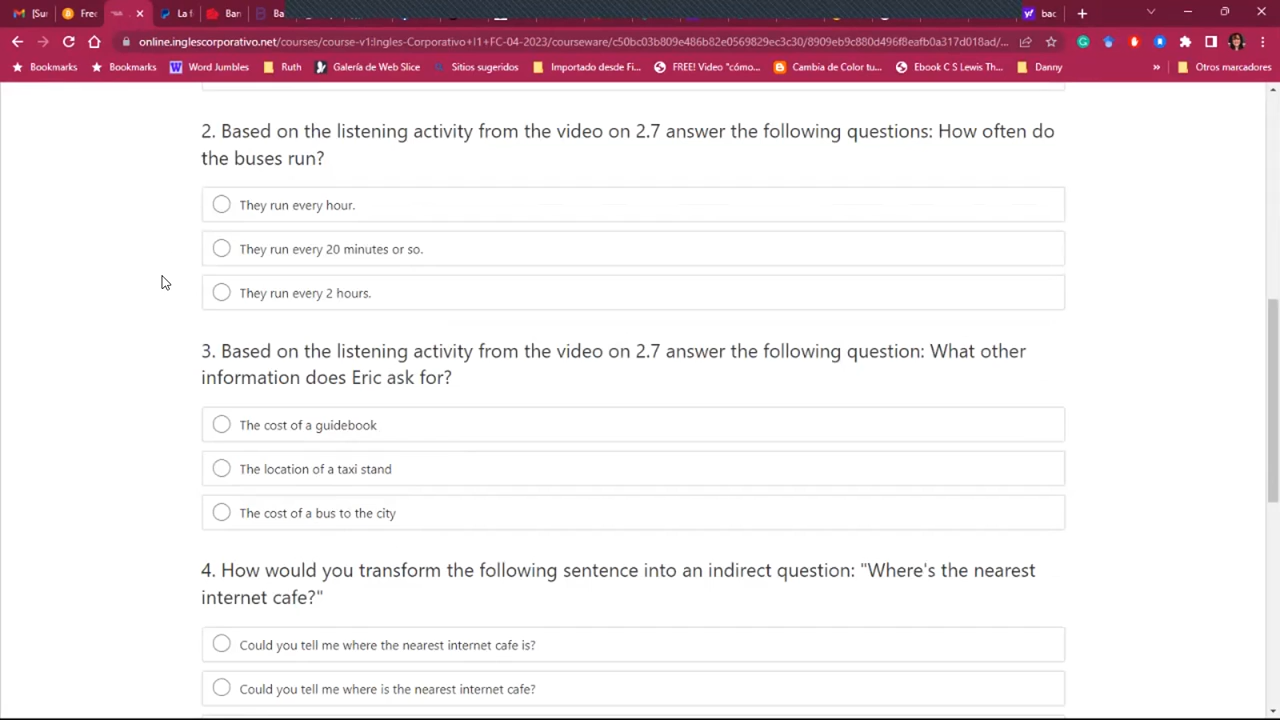 Free
La f
Bar
Ba
bac
online.inglescorporativo.net/courses/course-v1:Ingles-Corporativo+I1+FC-04-2023/courseware/c50bc03b809e486b82e0569829ec3c30/8909eb9c880d496f8eafb0a317d018ad/...
Bookmarks Bookmarks Word Jumbles Ruth Galería de Web Slice Sitios sugeridos Importado desde Fi... FREE! Video "cómo... Cambia de Color tu... Ebook C S Lewis Th... Danny » Otros marcadores
2. Based on the listening activity from the video on 2.7 answer the following questions: How often do
the buses run?
They run every hour.
They run every 20 minutes or so.
They run every 2 hours.
3. Based on the listening activity from the video on 2.7 answer the following question: What other
information does Eric ask for?
The cost of a guidebook
The location of a taxi stand
The cost of a bus to the city
4. How would you transform the following sentence into an indirect question: "Where's the nearest
internet cafe?"
Could you tell me where the nearest internet cafe is?
Could you tell me where is the nearest internet cafe?